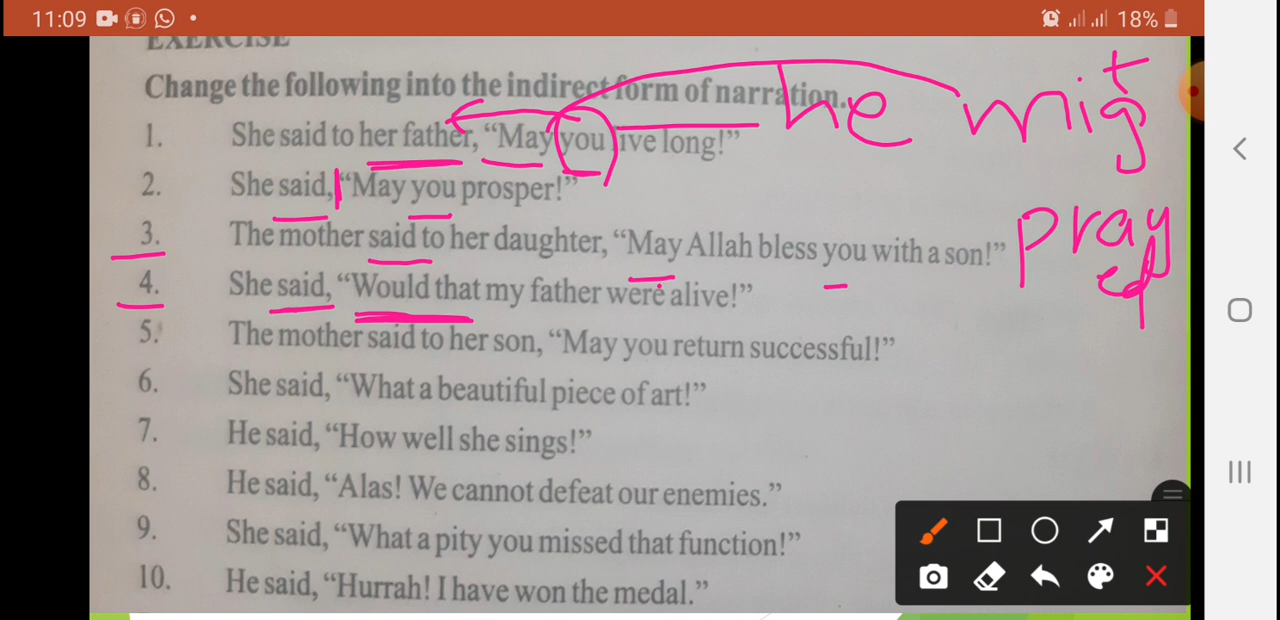 11:09 18%
EXERCISE
Change the following into the indirect form of narration.
1. She said to her father, “May you live long!”
he mig t
2. She said, “May you prosper!”
3. The mother said to her daughter, “May Allah bless you with a son!”
pray
ed
4. She said, “Would that my father were alive!”
5. The mother said to her son, “May you return successful!”
6. She said, “What a beautiful piece of art!”
7. He said, “How well she sings!”
8. He said, “Alas! We cannot defeat our enemies.”
9. She said, “What a pity you missed that function!”
10. He said, “Hurrah! I have won the medal.”